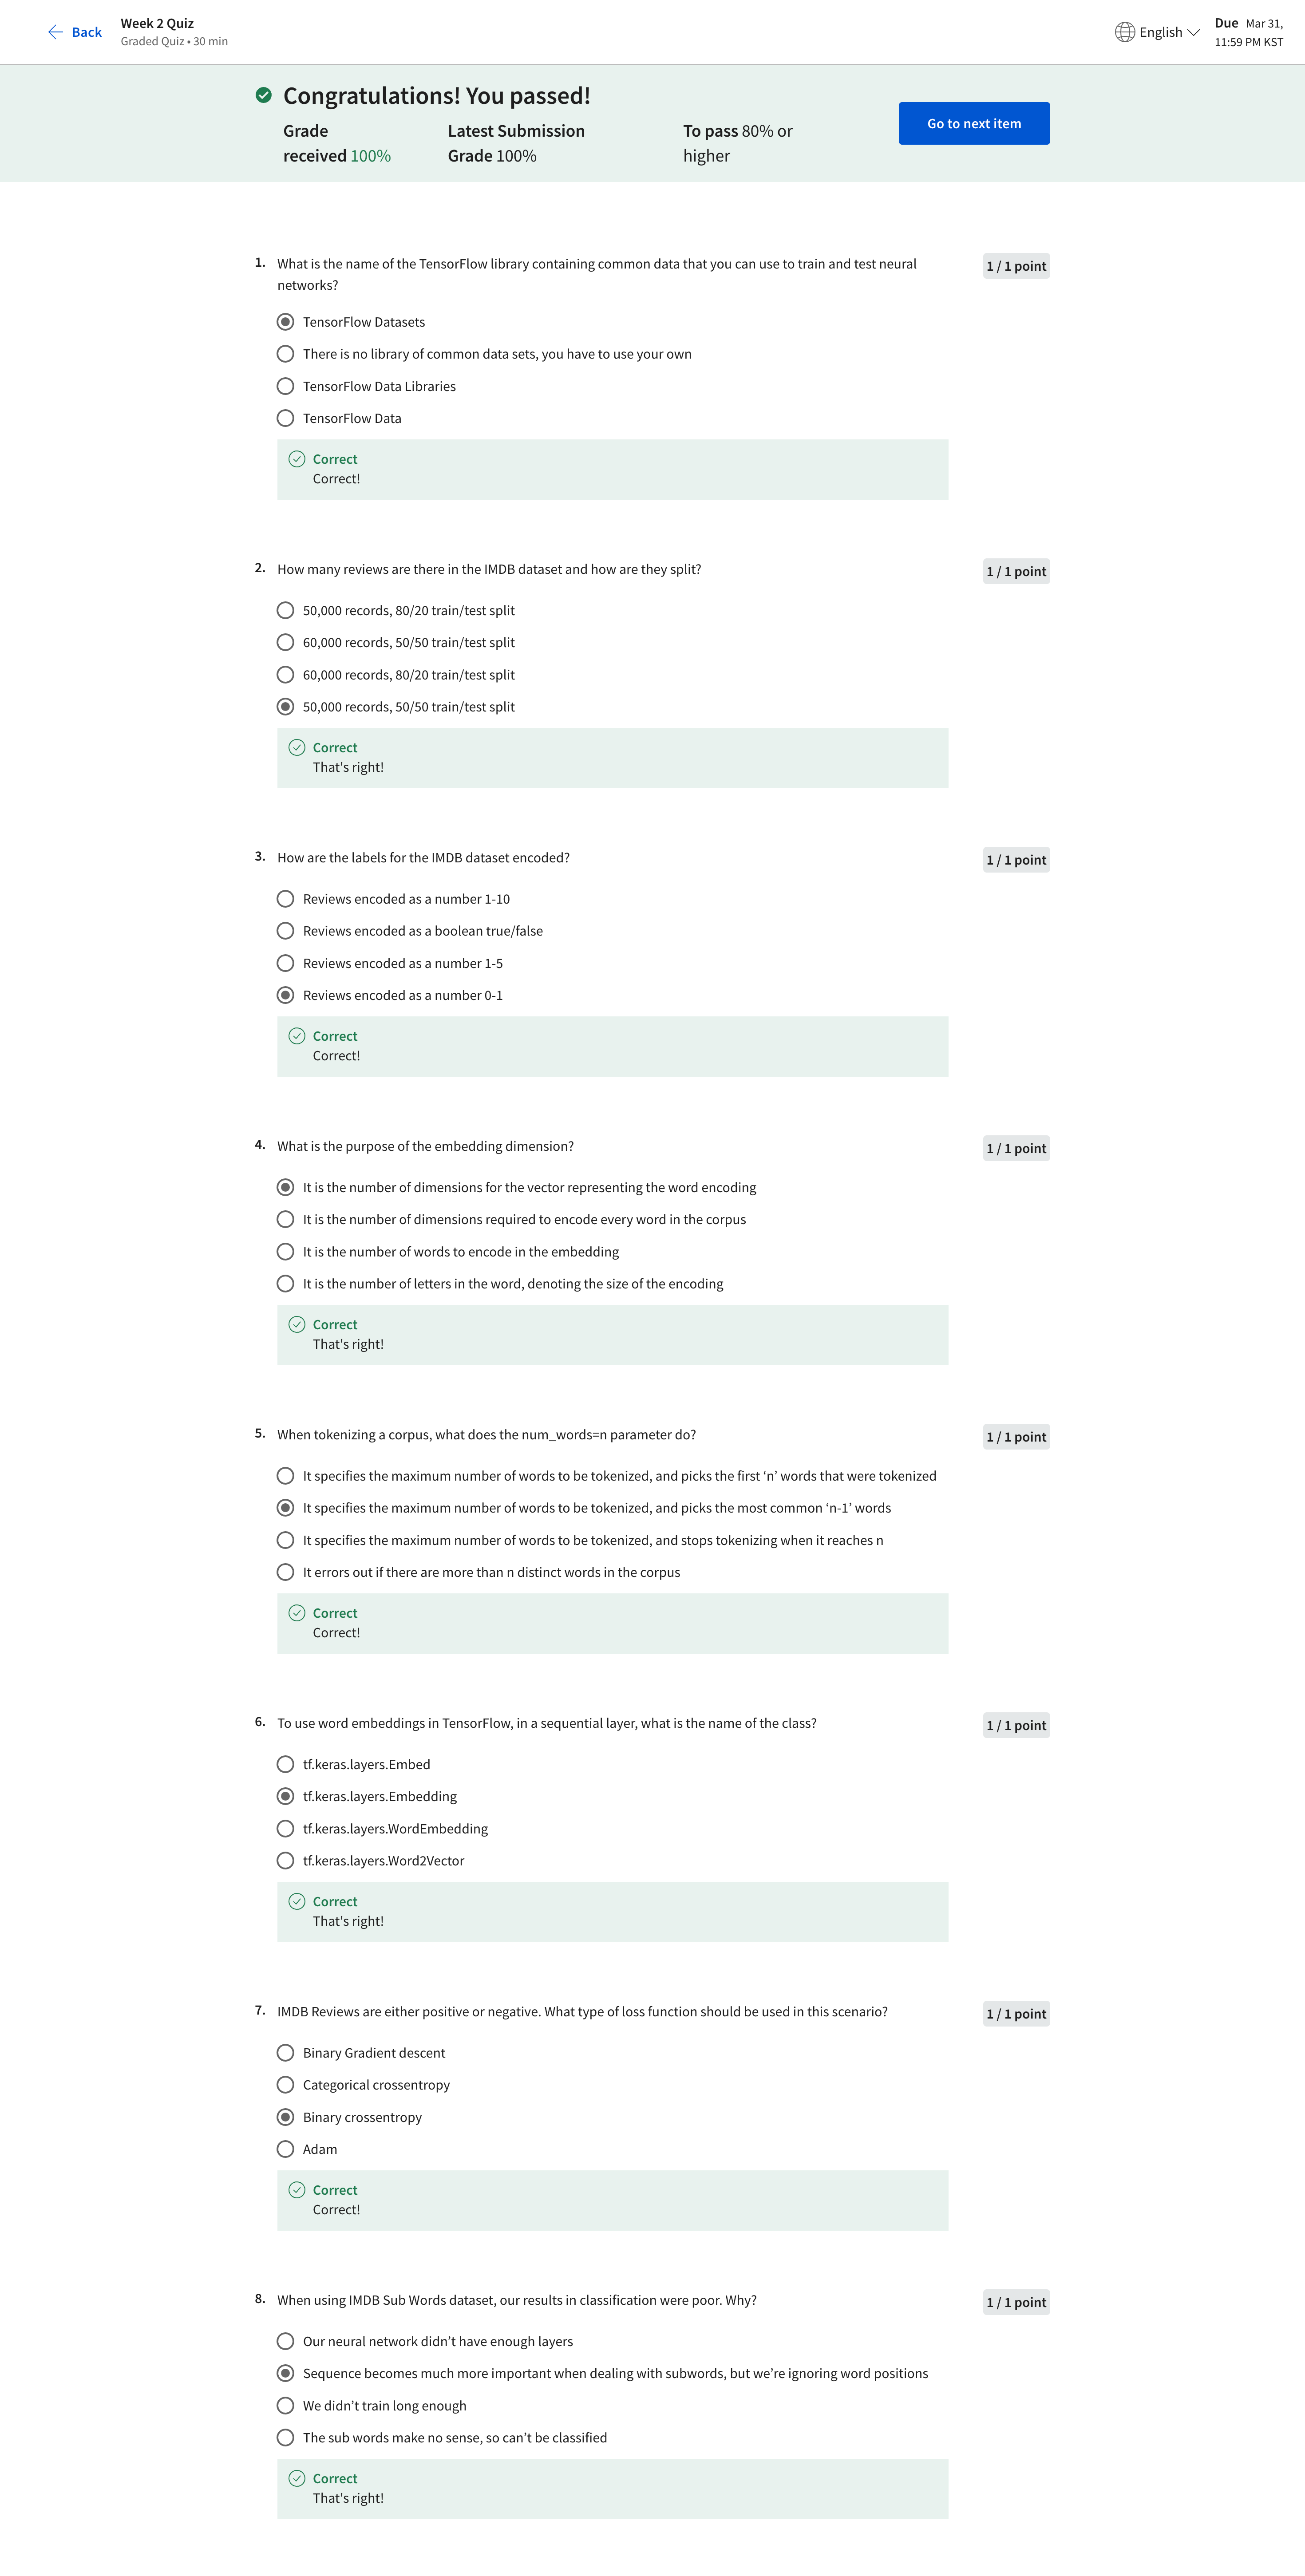 Back
Week 2 Quiz
Graded Quiz • 30 min
English
Due Mar 31,
11:59 PM KST
Congratulations! You passed!
Grade
received 100%
Latest Submission
Grade 100%
To pass 80% or
higher
Go to next item
1. What is the name of the TensorFlow library containing common data that you can use to train and test neural
networks?
1 / 1 point
TensorFlow Datasets
There is no library of common data sets, you have to use your own
TensorFlow Data Libraries
TensorFlow Data
Correct
Correct!
2. How many reviews are there in the IMDB dataset and how are they split?
1 / 1 point
50,000 records, 80/20 train/test split
60,000 records, 50/50 train/test split
60,000 records, 80/20 train/test split
50,000 records, 50/50 train/test split
Correct
That's right!
3. How are the labels for the IMDB dataset encoded?
1 / 1 point
Reviews encoded as a number 1-10
Reviews encoded as a boolean true/false
Reviews encoded as a number 1-5
Reviews encoded as a number 0-1
Correct
Correct!
4. What is the purpose of the embedding dimension?
1 / 1 point
It is the number of dimensions for the vector representing the word encoding
It is the number of dimensions required to encode every word in the corpus
It is the number of words to encode in the embedding
It is the number of letters in the word, denoting the size of the encoding
Correct
That's right!
5. When tokenizing a corpus, what does the num_words=n parameter do?
1 / 1 point
It specifies the maximum number of words to be tokenized, and picks the first ‘n’ words that were tokenized
It specifies the maximum number of words to be tokenized, and picks the most common ‘n-1’ words
It specifies the maximum number of words to be tokenized, and stops tokenizing when it reaches n
It errors out if there are more than n distinct words in the corpus
Correct
Correct!
6. To use word embeddings in TensorFlow, in a sequential layer, what is the name of the class?
1 / 1 point
tf.keras.layers.Embed
tf.keras.layers.Embedding
tf.keras.layers.WordEmbedding
tf.keras.layers.Word2Vector
Correct
That's right!
7. IMDB Reviews are either positive or negative. What type of loss function should be used in this scenario?
1 / 1 point
Binary Gradient descent
Categorical crossentropy
Binary crossentropy
Adam
Correct
Correct!
8. When using IMDB Sub Words dataset, our results in classification were poor. Why?
1 / 1 point
Our neural network didn’t have enough layers
Sequence becomes much more important when dealing with subwords, but we’re ignoring word positions
We didn’t train long enough
The sub words make no sense, so can’t be classified
Correct
That's right!